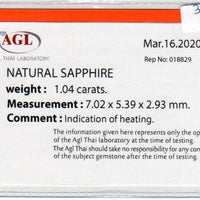 AGL
Mar.16.2020
THAI LABORATORY
Rep No: 018829
NATURAL SAPPHIRE
weight : 1.04 carats.
Measurement : 7.02 x 5.39 x 2.93 mm.
Comment : Indication of heating.
The information given here represents only the op
of the Agl Thai laboratory at the time of testing.
The Agl Thai should take no responsibility for any con
of the subject gemstone after the time of testing.